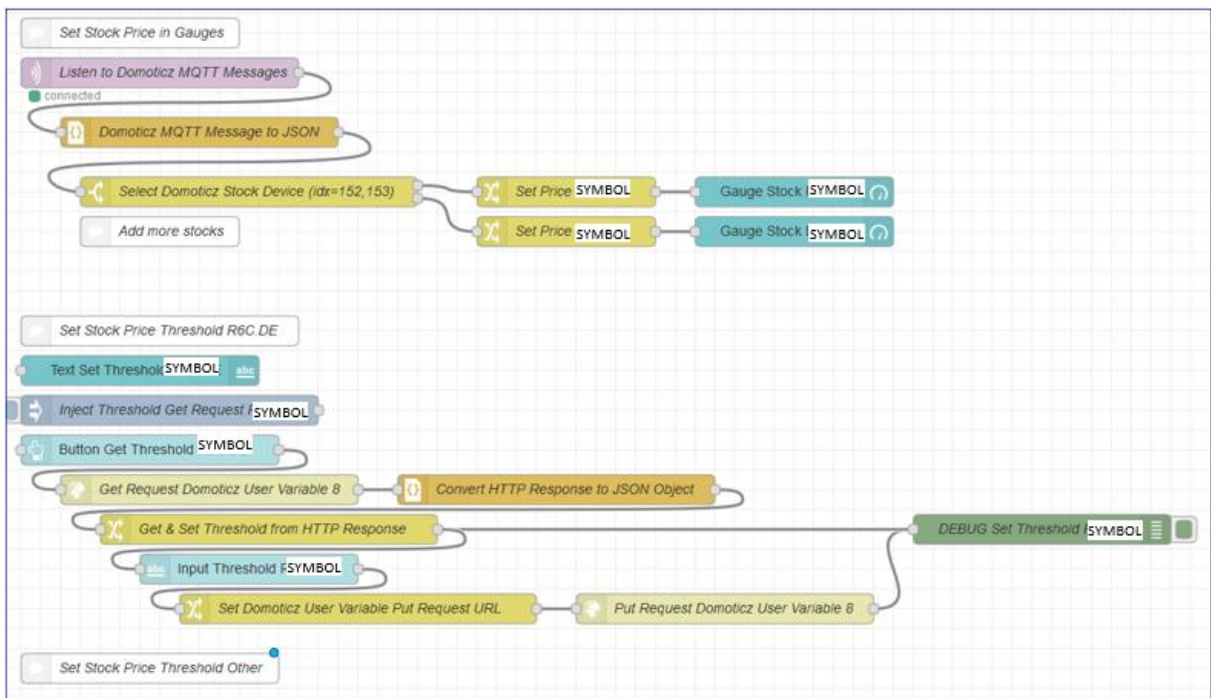 Set Stock Price in Gauges
Listen to Domoticz MQTT Messages
connected
Domoticz MQTT Message to JSON
Select Domoticz Stock Device (idx=152,153)
Set Price SYMBOL
Gauge Stock SYMBOL
Add more stocks
Set Price SYMBOL
Gauge Stock SYMBOL
Set Stock Price Threshold R6C DE
Text Set Threshold SYMBOL
abc
Inject Threshold Get Request SYMBOL
Button Get Threshold SYMBOL
Get Request Domoticz User Variable 8
Convert HTTP Response to JSON Object
Get & Set Threshold from HTTP Response
DEBUG Set Threshold SYMBOL
abc
Input Threshold SYMBOL
Set Domoticz User Variable Put Request URL
Put Request Domoticz User Variable 8
Set Stock Price Threshold Other